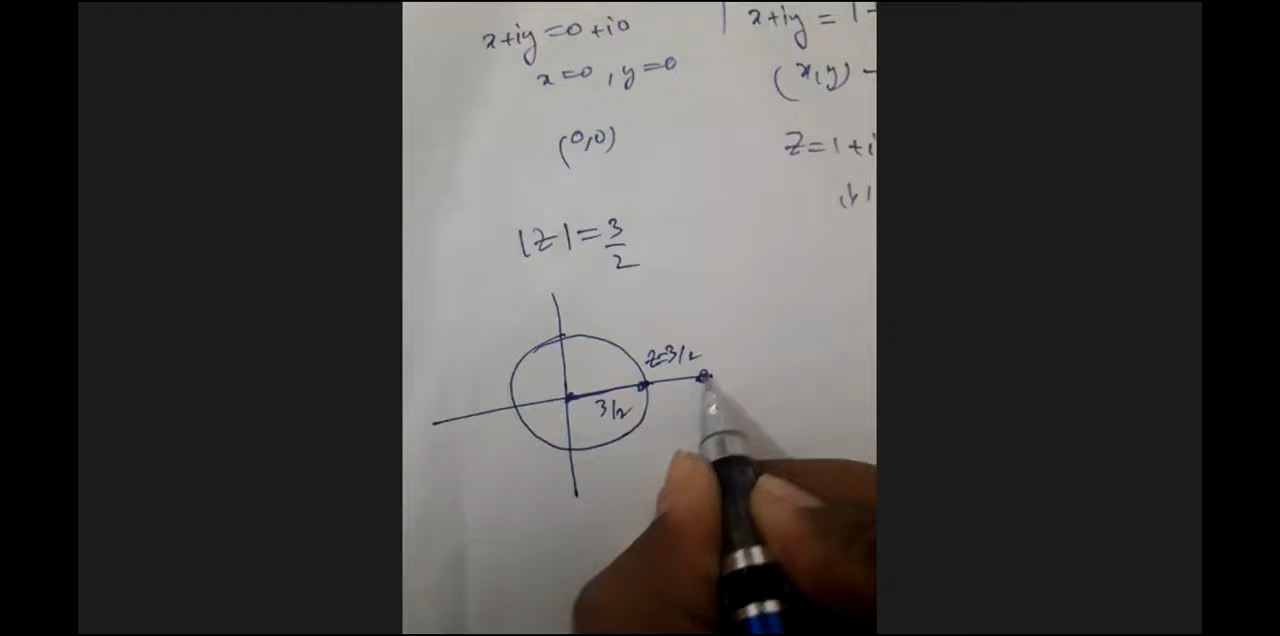 x+iy=0+i0
x=0, y=0
(0,0)
|z|=3/2
z=3/2
3/2
x+iy=1-
(x,y)-
z=1+i